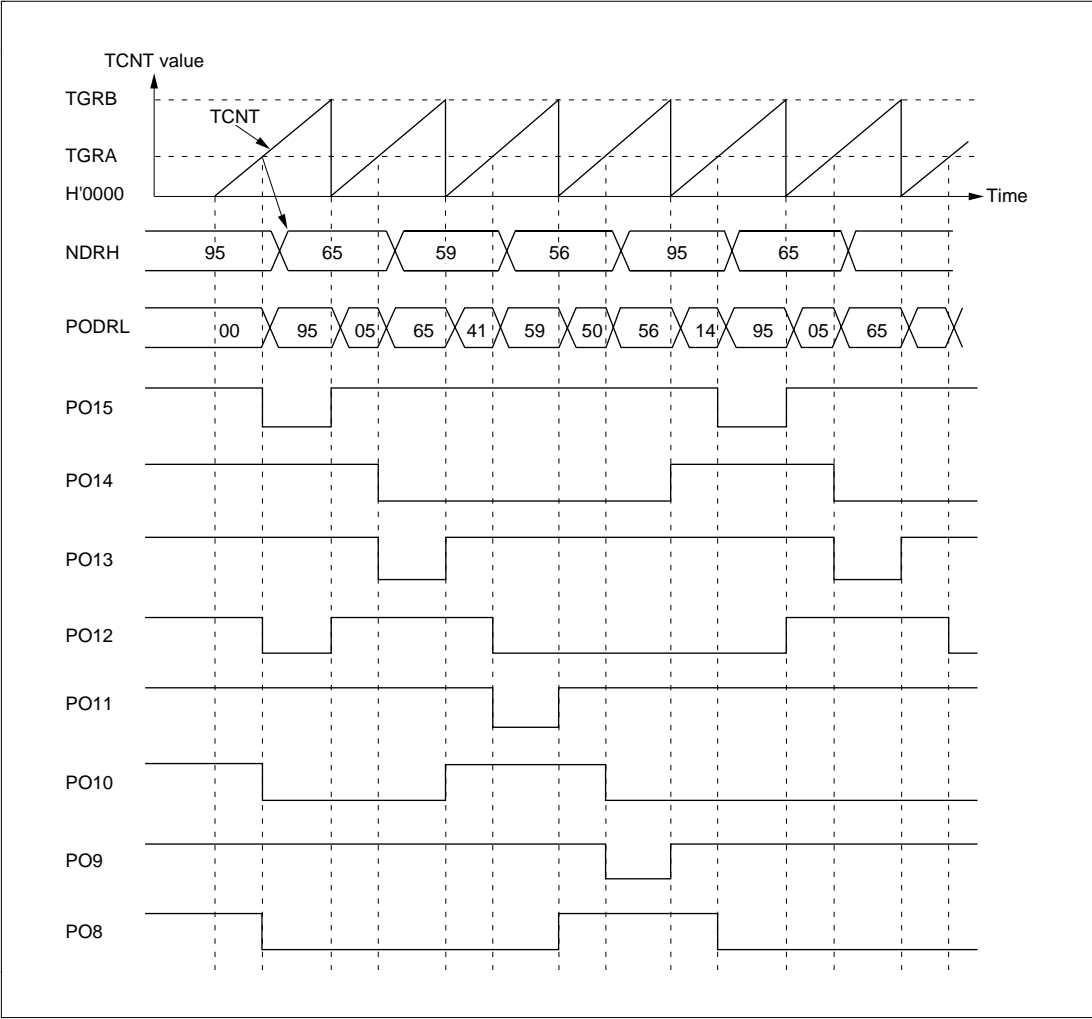 TCNT value
TGRB
TCNT
TGRA
H'0000
Time
NDRH 95 65 59 56 95 65
PODRL 00 95 05 65 41 59 50 56 14 95 05 65
PO15
PO14
PO13
PO12
PO11
PO10
PO9
PO8